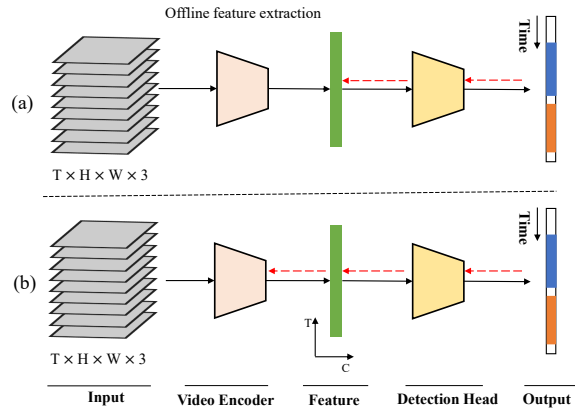 Offline feature extraction
Time
(a)
T × H × W × 3
Time
(b)
T
C
T × H × W × 3
Input
Video Encoder
Feature
Detection Head
Output